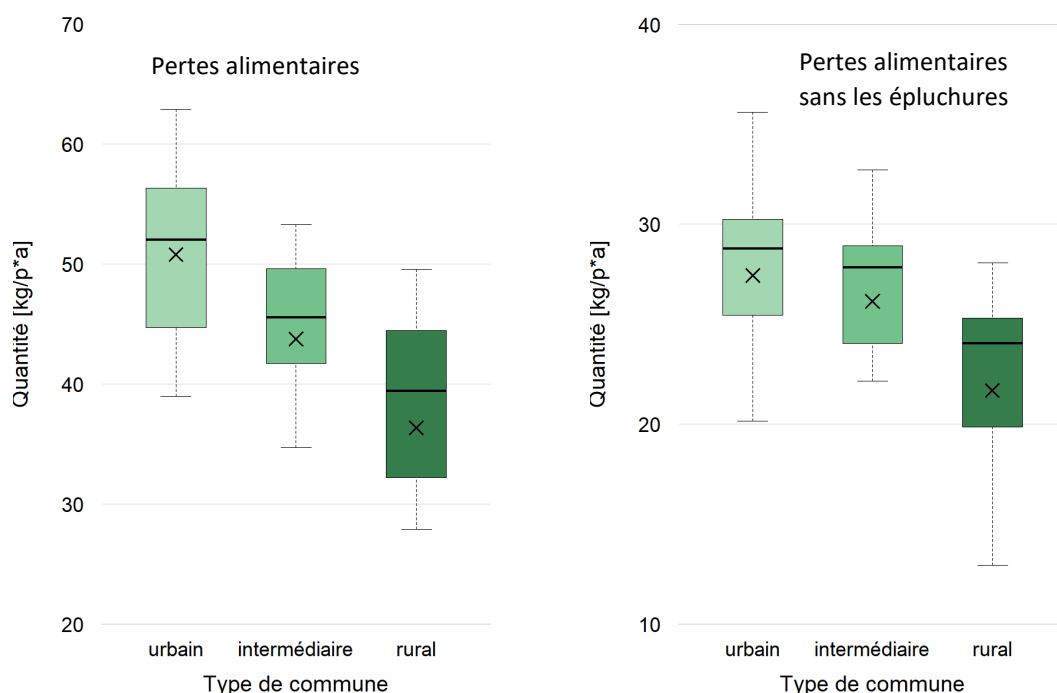 Pertes alimentaires
Quantité [kg/p*a]
70
60
50
40
30
20
urbain intermédiaire rural
Type de commune
Pertes alimentaires
sans les épluchures
Quantité [kg/p*a]
40
30
20
10
urbain intermédiaire rural
Type de commune